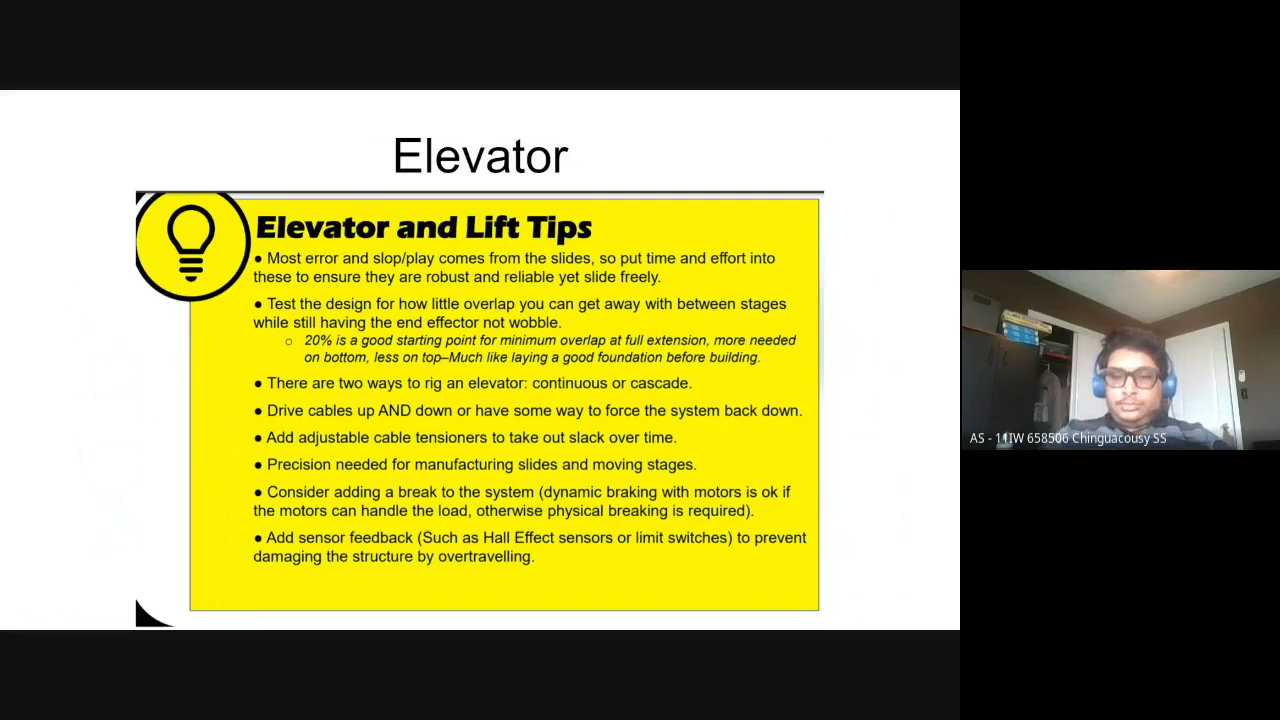 Elevator
Elevator and Lift Tips
● Most error and slop/play comes from the slides, so put time and effort into
these to ensure they are robust and reliable yet slide freely.
● Test the design for how little overlap you can get away with between stages
while still having the end effector not wobble.
○ 20% is a good starting point for minimum overlap at full extension, more needed
on bottom, less on top–Much like laying a good foundation before building.
● There are two ways to rig an elevator: continuous or cascade.
● Drive cables up AND down or have some way to force the system back down.
● Add adjustable cable tensioners to take out slack over time.
● Precision needed for manufacturing slides and moving stages.
● Consider adding a break to the system (dynamic braking with motors is ok if
the motors can handle the load, otherwise physical breaking is required).
● Add sensor feedback (Such as Hall Effect sensors or limit switches) to prevent
damaging the structure by overtravelling.
AS - 11IW 658506 Chinguacousy SS